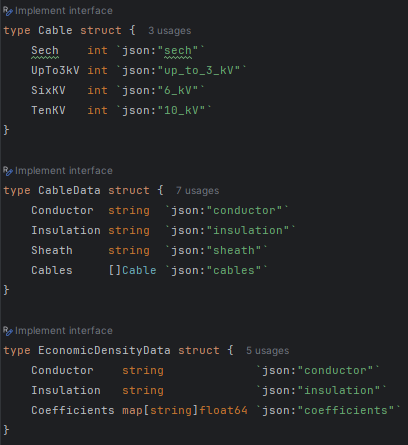 Implement interface
type Cable struct {  3 usages
    Sech    int `json:"sech"`
    UpTo3kV int `json:"up_to_3_kV"`
    SixKV   int `json:"6_kV"`
    TenKV   int `json:"10_kV"`
}
Implement interface
type CableData struct {  7 usages
    Conductor  string  `json:"conductor"`
    Insulation string  `json:"insulation"`
    Sheath     string  `json:"sheath"`
    Cables     []Cable `json:"cables"`
}
Implement interface
type EconomicDensityData struct {  5 usages
    Conductor    string             `json:"conductor"`
    Insulation   string             `json:"insulation"`
    Coefficients map[string]float64 `json:"coefficients"`
}